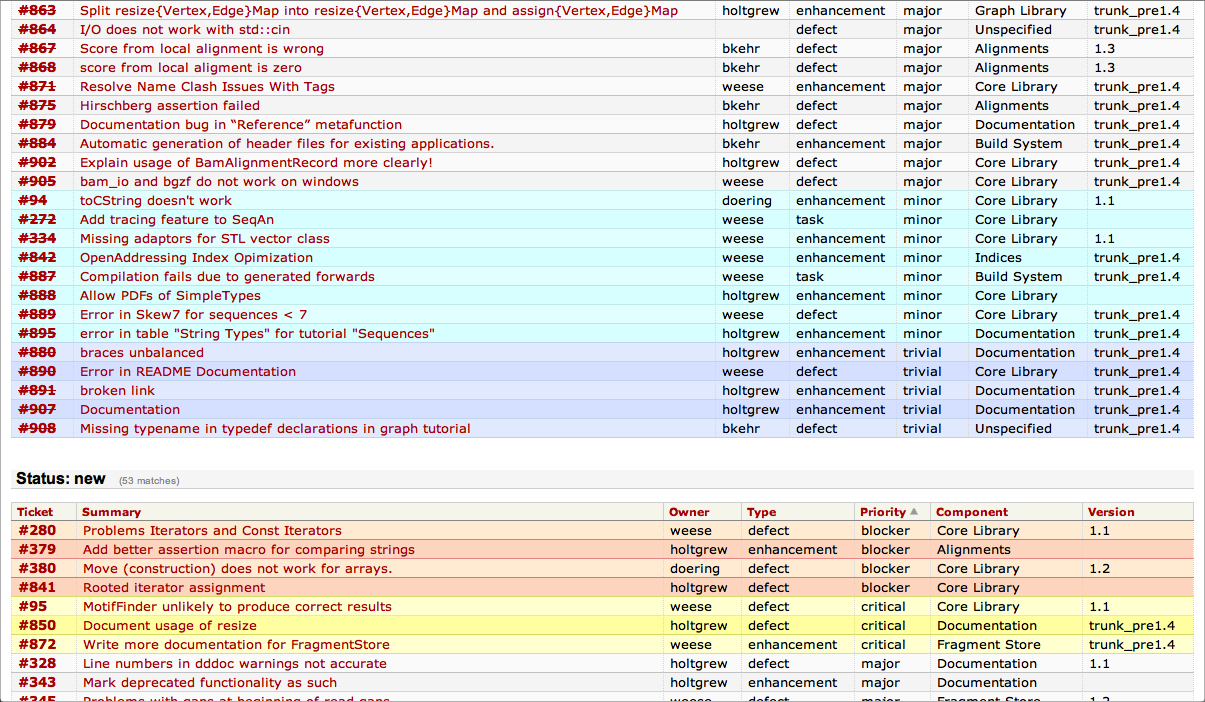 #863 Split resize{Vertex,Edge}Map into resize{Vertex,Edge}Map and assign{Vertex,Edge}Map holtgrew enhancement major Graph Library trunk_pre1.4
#864 I/O does not work with std::cin defect major Unspecified trunk_pre1.4
#867 Score from local alignment is wrong bkehr defect major Alignments 1.3
#868 score from local aligment is zero bkehr defect major Alignments 1.3
#871 Resolve Name Clash Issues With Tags weese enhancement major Core Library trunk_pre1.4
#875 Hirschberg assertion failed bkehr defect major Alignments trunk_pre1.4
#879 Documentation bug in “Reference” metafunction holtgrew defect major Documentation trunk_pre1.4
#884 Automatic generation of header files for existing applications. bkehr enhancement major Build System trunk_pre1.4
#902 Explain usage of BamAlignmentRecord more clearly! holtgrew defect major Core Library trunk_pre1.4
#905 bam_io and bgzf do not work on windows weese defect major Core Library trunk_pre1.4
#94 toCString doesn't work doering enhancement minor Core Library 1.1
#272 Add tracing feature to SeqAn weese task minor Core Library
#334 Missing adaptors for STL vector class weese enhancement minor Core Library 1.1
#842 OpenAddressing Index Opimization weese enhancement minor Indices trunk_pre1.4
#887 Compilation fails due to generated forwards weese task minor Build System trunk_pre1.4
#888 Allow PDFs of SimpleTypes holtgrew enhancement minor Core Library
#889 Error in Skew7 for sequences < 7 weese defect minor Core Library trunk_pre1.4
#895 error in table "String Types" for tutorial "Sequences" holtgrew enhancement minor Documentation trunk_pre1.4
#880 braces unbalanced holtgrew enhancement trivial Documentation trunk_pre1.4
#890 Error in README Documentation weese defect trivial Core Library trunk_pre1.4
#891 broken link holtgrew enhancement trivial Documentation trunk_pre1.4
#907 Documentation holtgrew enhancement trivial Documentation trunk_pre1.4
#908 Missing typename in typedef declarations in graph tutorial bkehr defect trivial Unspecified trunk_pre1.4
Status: new (53 matches)
Ticket Summary Owner Type Priority Component Version
#280 Problems Iterators and Const Iterators weese defect blocker Core Library 1.1
#379 Add better assertion macro for comparing strings holtgrew enhancement blocker Alignments
#380 Move (construction) does not work for arrays. doering defect blocker Core Library 1.2
#841 Rooted iterator assignment holtgrew defect blocker Core Library
#95 MotifFinder unlikely to produce correct results weese defect critical Core Library 1.1
#850 Document usage of resize holtgrew defect critical Documentation trunk_pre1.4
#872 Write more documentation for FragmentStore weese enhancement critical Fragment Store trunk_pre1.4
#328 Line numbers in dddoc warnings not accurate holtgrew defect major Documentation 1.1
#343 Mark deprecated functionality as such holtgrew enhancement major Documentation
#345 Problems with gaps at beginning of read gaps weese defect major Fragment Store 1.2